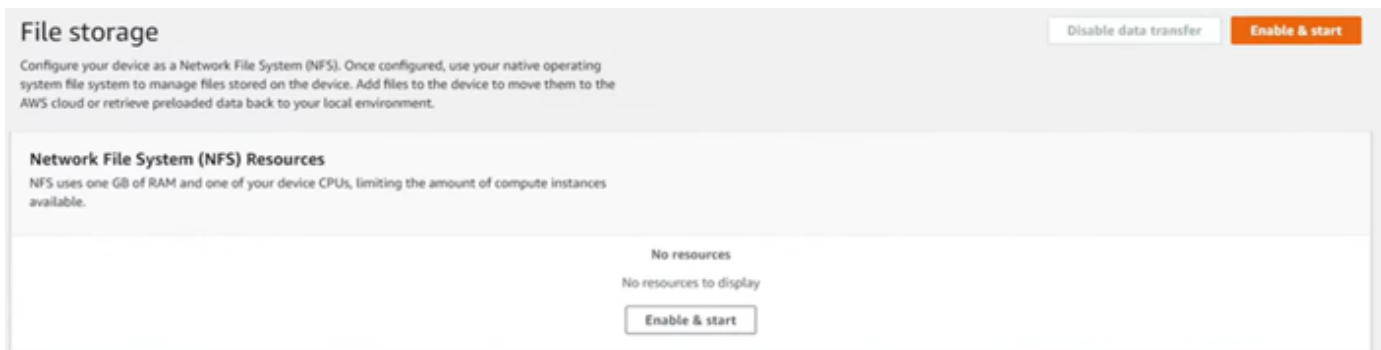 File storage
Disable data transfer
Enable & start
Configure your device as a Network File System (NFS). Once configured, use your native operating
system file system to manage files stored on the device. Add files to the device to move them to the
AWS cloud or retrieve preloaded data back to your local environment.
Network File System (NFS) Resources
NFS uses one GB of RAM and one of your device CPUs, limiting the amount of compute instances
available.
No resources
No resources to display
Enable & start